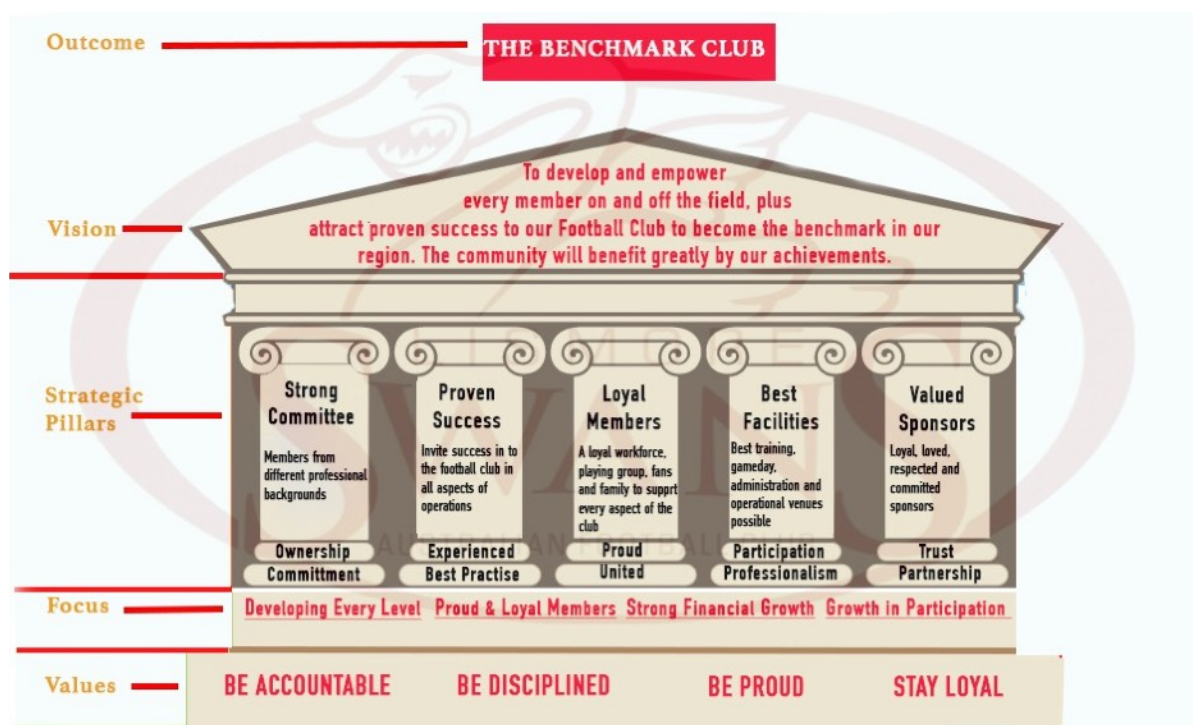 Outcome
THE BENCHMARK CLUB
Vision
To develop and empower
every member on and off the field, plus
attract proven success to our Football Club to become the benchmark in our
region. The community will benefit greatly by our achievements.
Strategic
Pillars
Strong
Committee
Members from
different professional
backgrounds
Ownership
Committment
Proven
Success
Invite success in to
the football club in
all aspects of
operations
Experienced
Best Practise
Loyal
Members
A loyal workforce,
playing group, fans
and family to supprt
every aspect of the
club
Proud
United
Best
Facilities
Best training,
gameday,
administration and
operational venues
possible
Participation
Professionalism
Valued
Sponsors
Loyal, loved,
respected and
committed
sponsors
Trust
Partnership
LISMORE
SWANS
AUSTRALIAN FOOTBALL CLUB
Focus
Developing Every Level Proud & Loyal Members Strong Financial Growth Growth in Participation
Values
BE ACCOUNTABLE BE DISCIPLINED BE PROUD STAY LOYAL